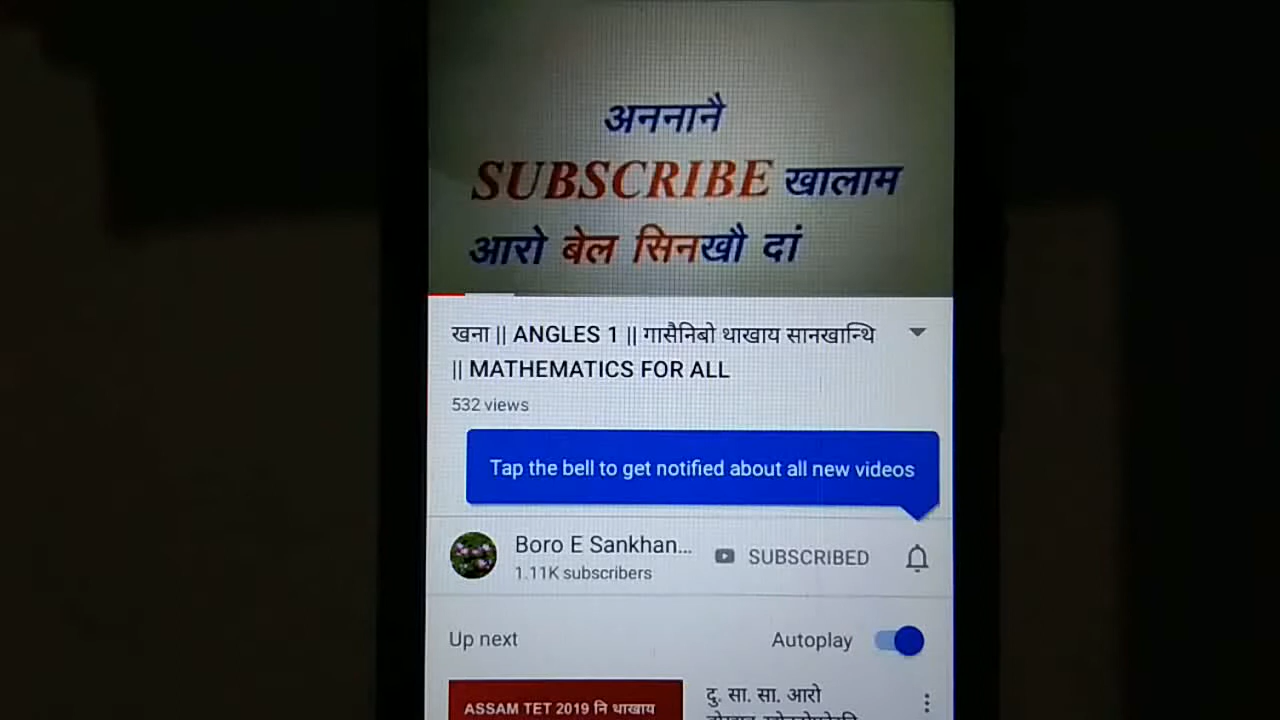 अननानै
SUBSCRIBE खालाम
आरो बेल सिनखौ दां
खना || ANGLES 1 || गासैनिबो थाखाय सानखान्थि
|| MATHEMATICS FOR ALL
532 views
Tap the bell to get notified about all new videos
Boro E Sankhan...
SUBSCRIBED
1.11K subscribers
Up next
Autoplay
ASSAM TET 2019 नि थाखाय
दु. सा. सा. आरो